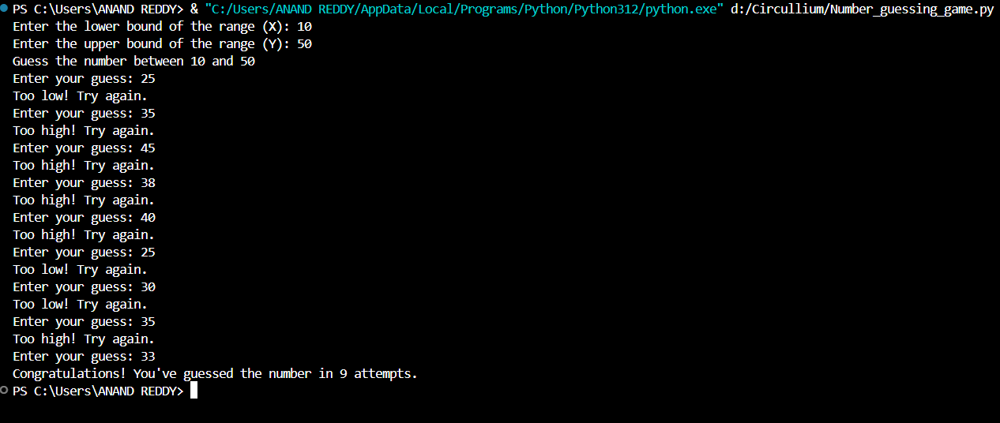 PS C:\Users\ANAND REDDY> & "C:/Users/ANAND REDDY/AppData/Local/Programs/Python/Python312/python.exe" d:/Circullium/Number_guessing_game.py
Enter the lower bound of the range (X): 10
Enter the upper bound of the range (Y): 50
Guess the number between 10 and 50
Enter your guess: 25
Too low! Try again.
Enter your guess: 35
Too high! Try again.
Enter your guess: 45
Too high! Try again.
Enter your guess: 38
Too high! Try again.
Enter your guess: 40
Too high! Try again.
Enter your guess: 25
Too low! Try again.
Enter your guess: 30
Too low! Try again.
Enter your guess: 35
Too high! Try again.
Enter your guess: 33
Congratulations! You've guessed the number in 9 attempts.
PS C:\Users\ANAND REDDY>